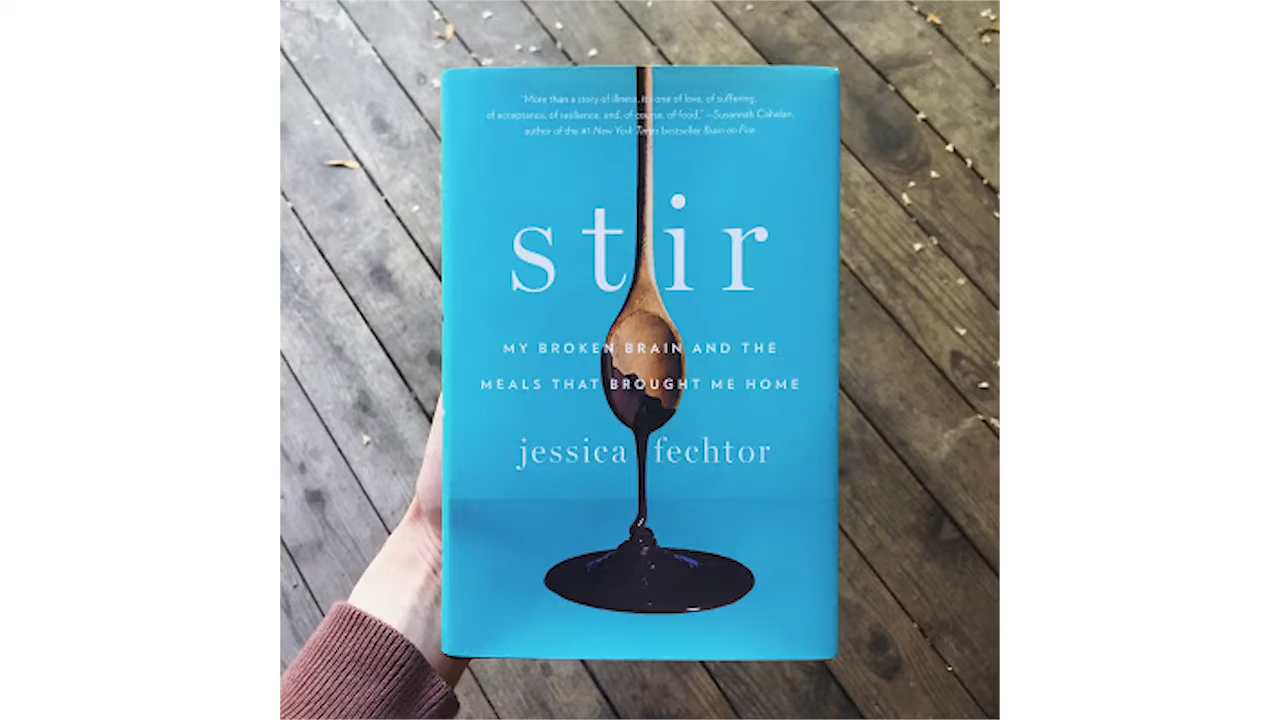 "More than a story of illness, it's one of love, of suffering,
of acceptance, of resilience, and, of course, of food." —Susannah Cahalan,
author of the #1 New York Times bestseller Brain on Fire
stir
MY BROKEN BRAIN AND THE
MEALS THAT BROUGHT ME HOME
jessica fechtor